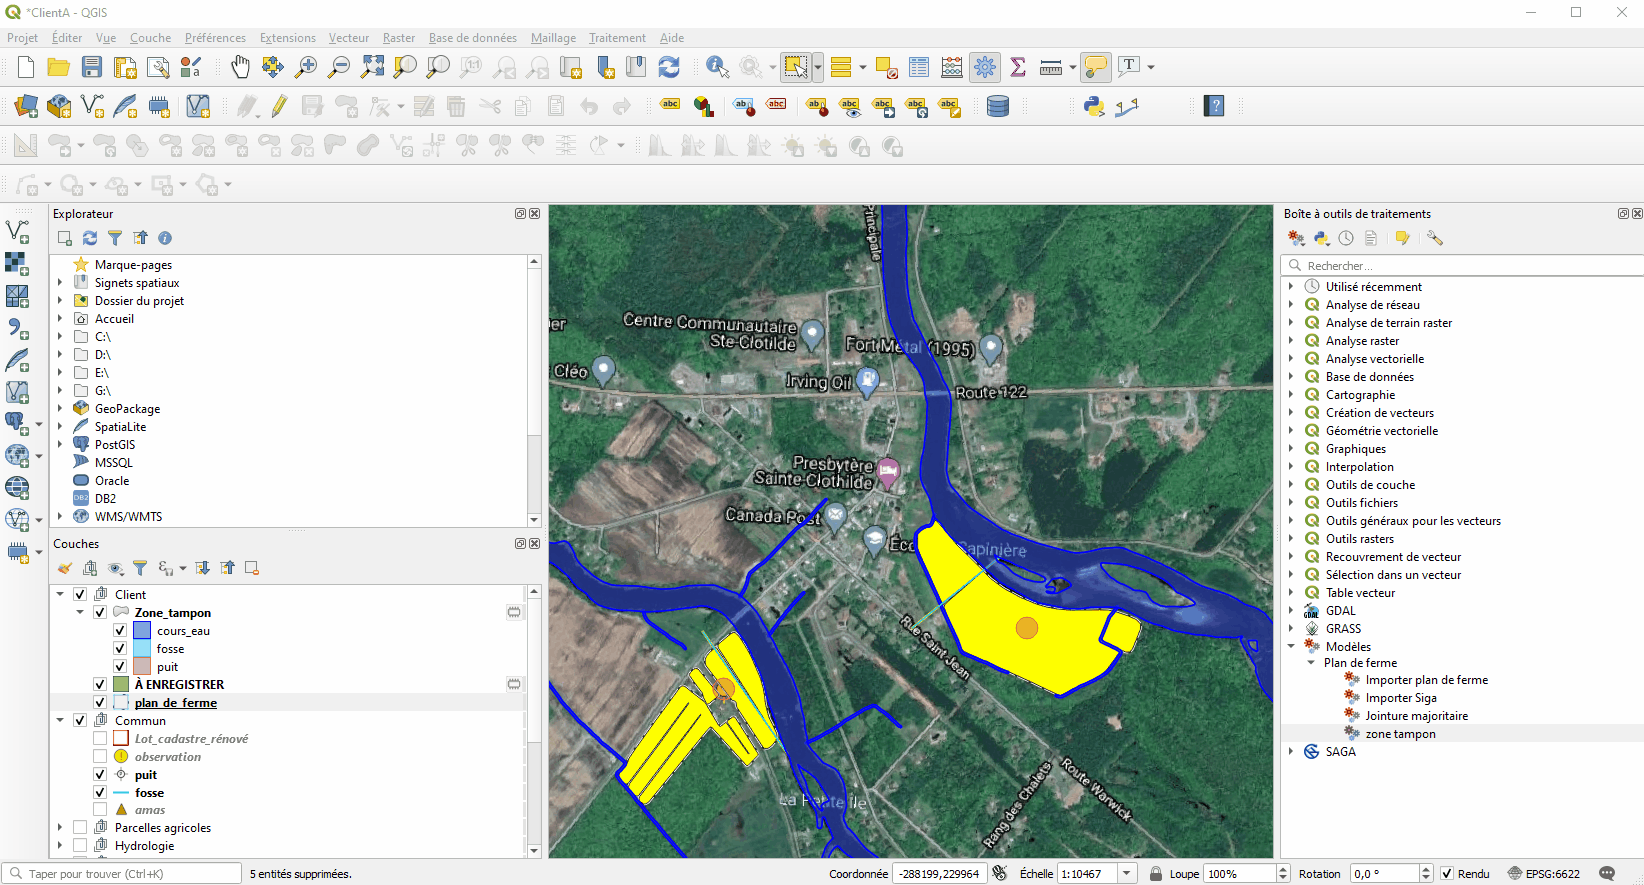 *ClientA - QGIS
Projet Éditer Vue Couche Préférences Extensions Vecteur Raster Base de données Maillage Traitement Aide
Explorateur
Marque-pages
Signets spatiaux
Dossier du projet
Accueil
C:\
D:\
E:\
G:\
GeoPackage
SpatiaLite
PostGIS
MSSQL
Oracle
DB2
WMS/WMTS
Couches
Client
Zone_tampon
cours_eau
fosse
puit
À ENREGISTRER
plan_de_ferme
Commun
Lot_cadastre_rénové
observation
puit
fosse
amas
Parcelles agricoles
Hydrologie
Principale
Centre Communautaire
Ste-Clotilde
Fort Métal (1995)
Cléo
Irving Oil
Route 122
Presbytère
Sainte-Clothilde
Canada Post
Rue Saint-Jean
Route Warwick
Rang des Chalets
Boîte à outils de traitements
Rechercher...
Utilisé récemment
Analyse de réseau
Analyse de terrain raster
Analyse raster
Analyse vectorielle
Base de données
Cartographie
Création de vecteurs
Géométrie vectorielle
Graphiques
Interpolation
Outils de couche
Outils fichiers
Outils généraux pour les vecteurs
Outils rasters
Recouvrement de vecteur
Sélection dans un vecteur
Table vecteur
GDAL
GRASS
Modèles
Plan de ferme
Importer plan de ferme
Importer Siga
Jointure majoritaire
zone tampon
SAGA
Taper pour trouver (Ctrl+K) 5 entités supprimées. Coordonnée -288199,229964 Échelle 1:10467 Loupe 100% Rotation 0,0 ° Rendu EPSG:6622